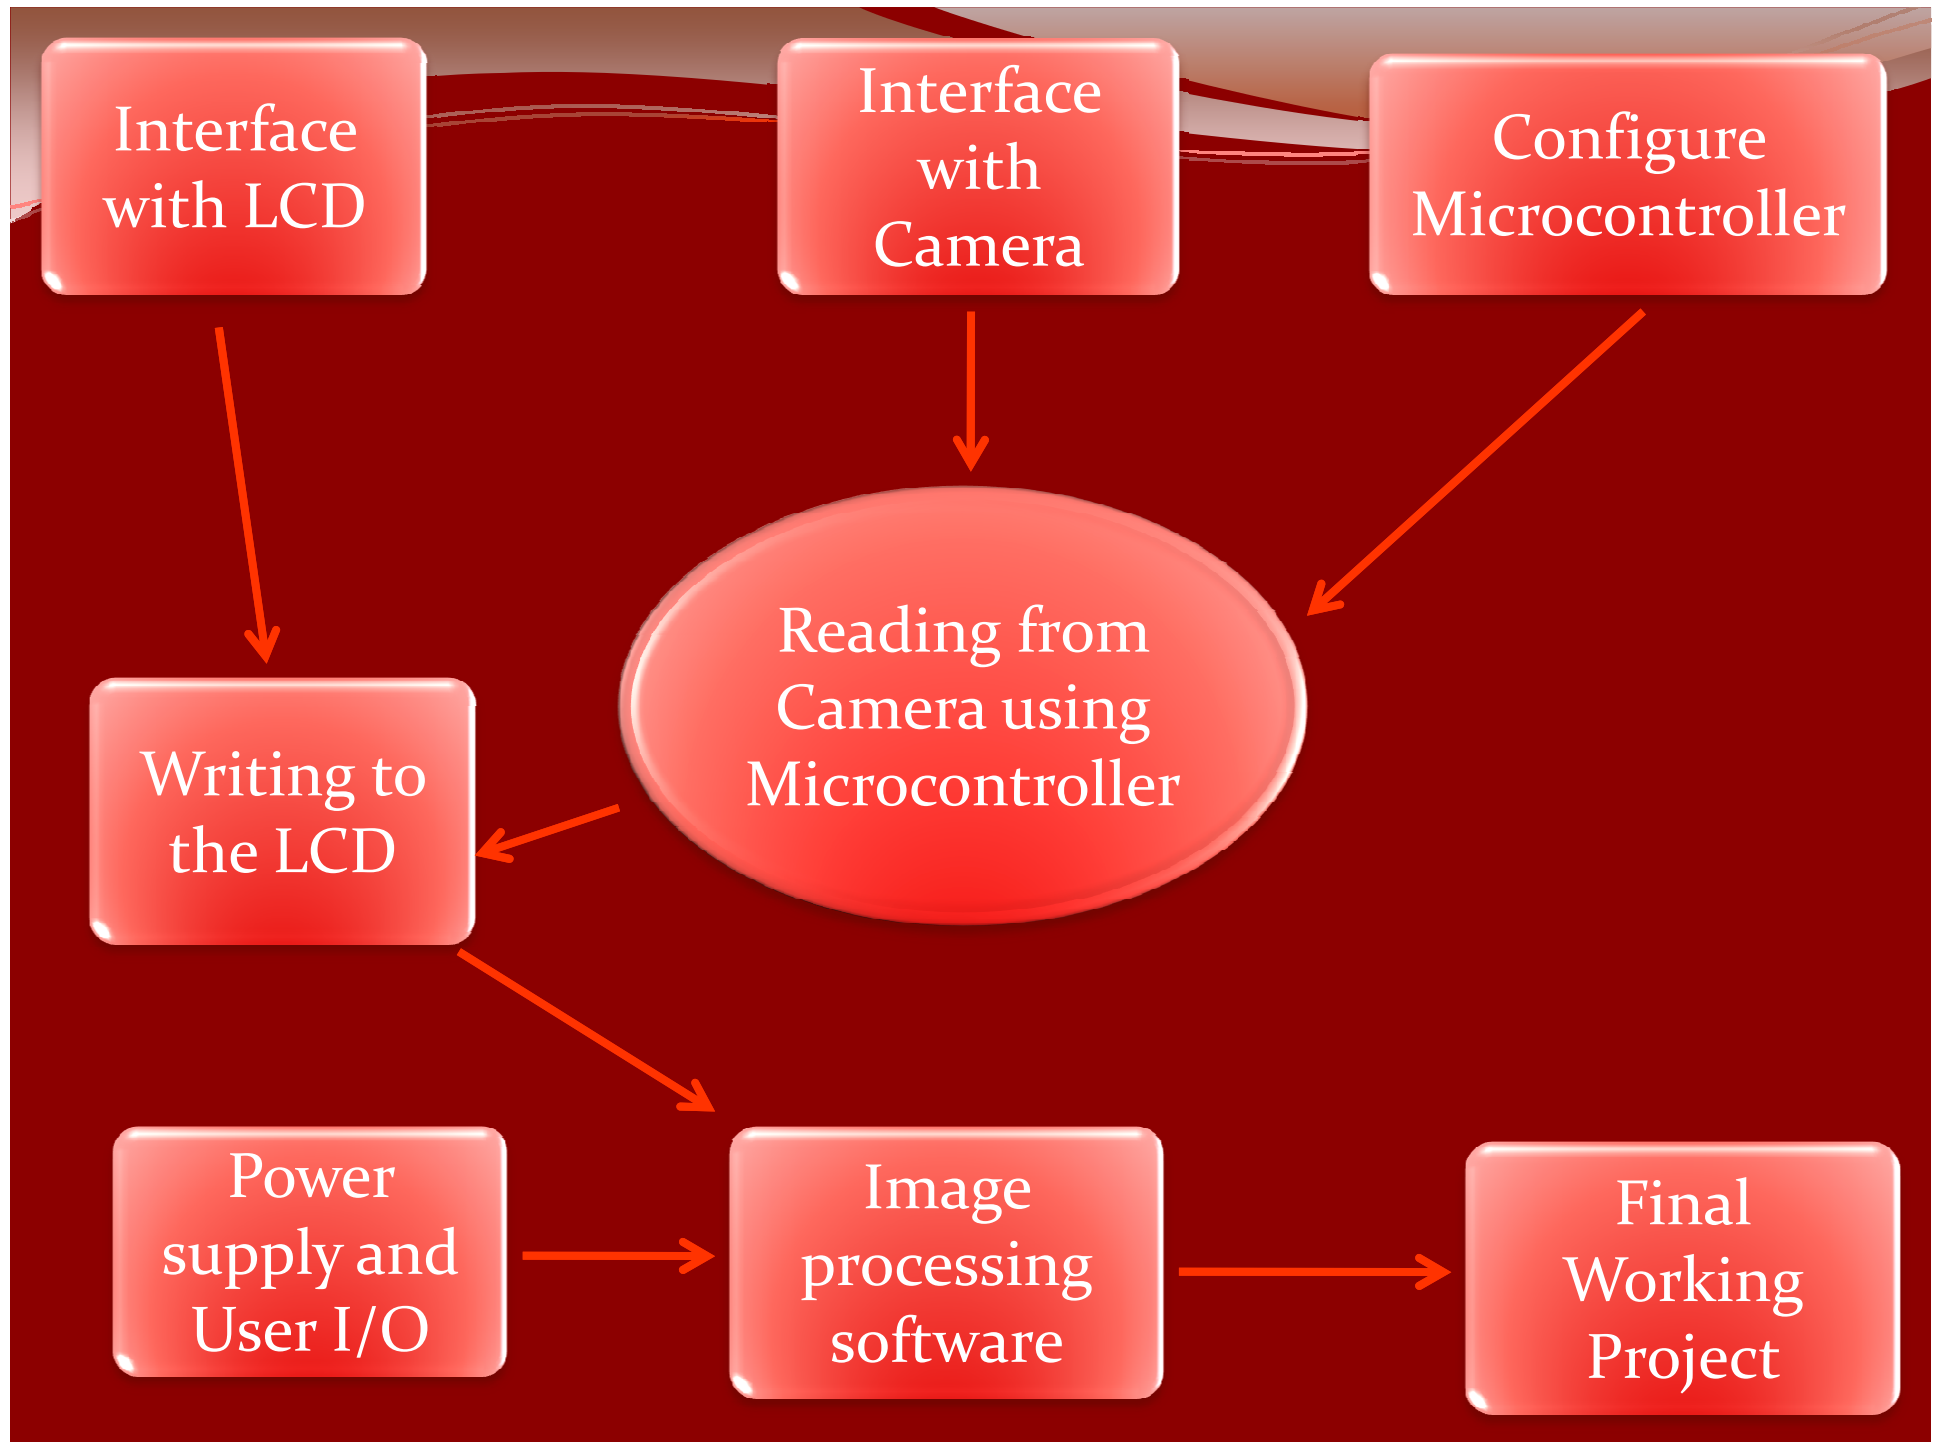 Interface
with LCD
Interface
with
Camera
Configure
Microcontroller
Reading from
Camera using
Microcontroller
Writing to
the LCD
Power
supply and
User I/O
Image
processing
software
Final
Working
Project